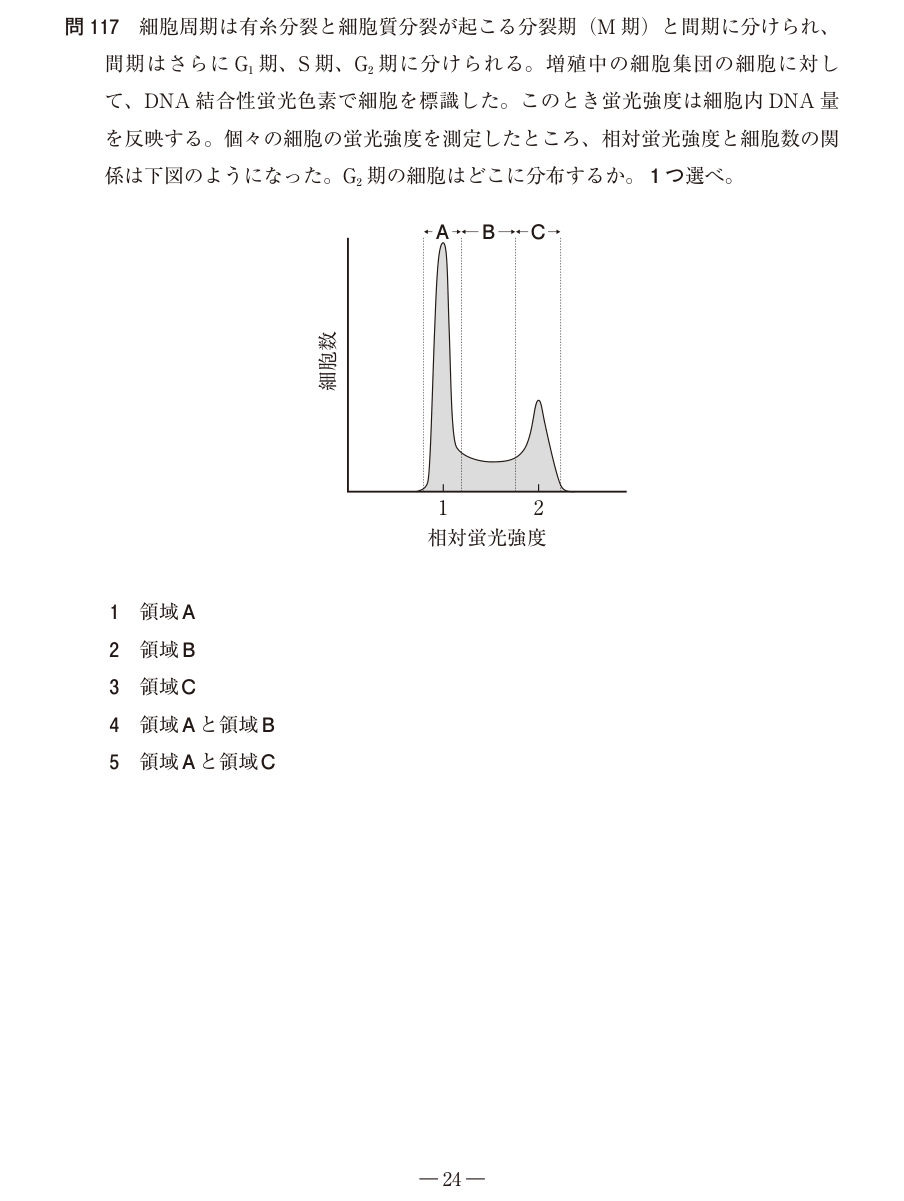 問 117　細胞周期は有糸分裂と細胞質分裂が起こる分裂期（M 期）と間期に分けられ、
間期はさらに G₁ 期、S 期、G₂ 期に分けられる。増殖中の細胞集団の細胞に対し
て、DNA 結合性蛍光色素で細胞を標識した。このとき蛍光強度は細胞内 DNA 量
を反映する。個々の細胞の蛍光強度を測定したところ、相対蛍光強度と細胞数の関
係は下図のようになった。G₂ 期の細胞はどこに分布するか。1つ選べ。
A B C
細胞数
1 2
相対蛍光強度
1　領域A
2　領域B
3　領域C
4　領域Aと領域B
5　領域Aと領域C
― 24 ―